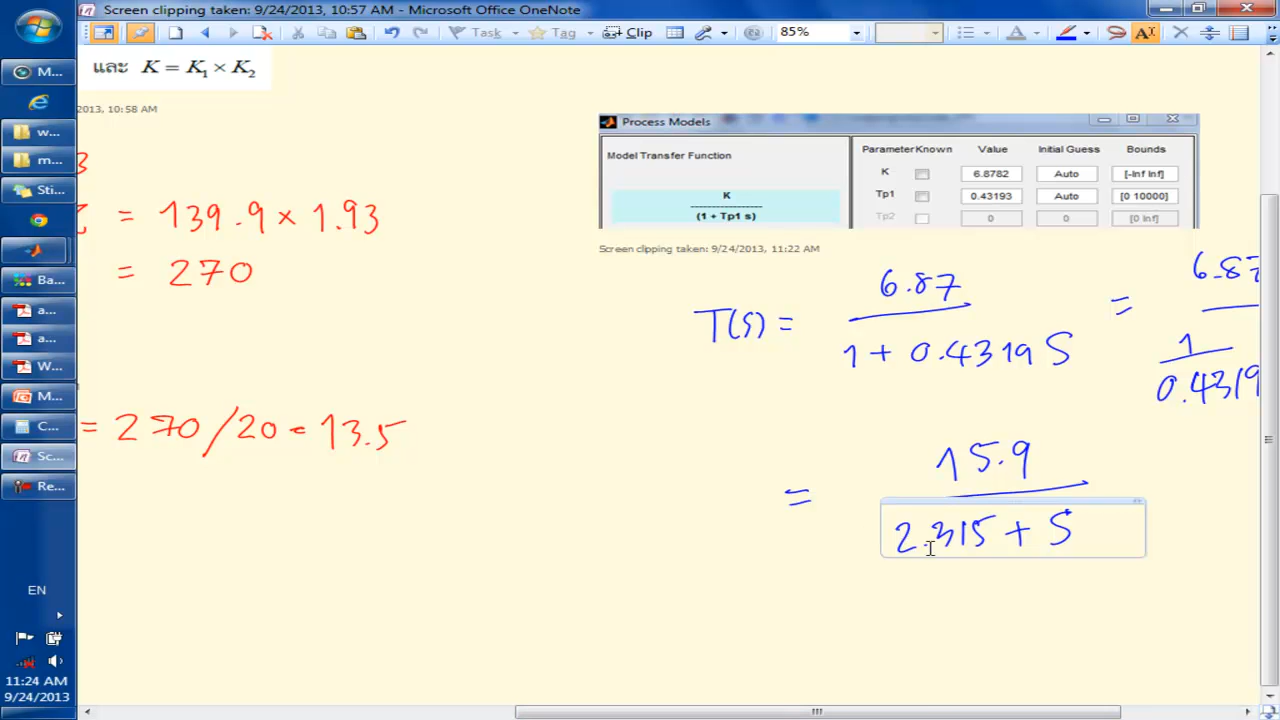 Screen clipping taken: 9/24/2013, 10:57 AM - Microsoft Office OneNote
Task
Tag
Clip
85%
M...
w...
m...
Sti...
Ba...
a...
a...
W...
M...
C...
Sc...
Re...
EN
11:24 AM
9/24/2013
และ K = K1 × K2
2013, 10:58 AM
3
τ = 139.9 × 1.93
= 270
= 270/20 = 13.5
Process Models
Model Transfer Function
K
(1 + Tp1 s)
Parameter Known Value Initial Guess Bounds
K 6.8782 Auto [-Inf Inf]
Tp1 0.43193 Auto [0 10000]
Tp2 0 0 [0 Inf]
Screen clipping taken: 9/24/2013, 11:22 AM
T(s) = 6.87 / 1 + 0.4319 S = 6.87 / 1 / 0.4319
= 15.9 / 2.315 + S